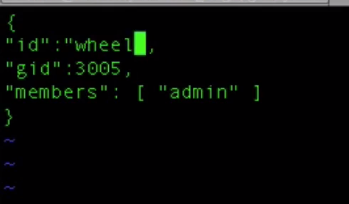 {
"id":"wheel",
"gid":3005,
"members": [ "admin" ]
}
~
~
~